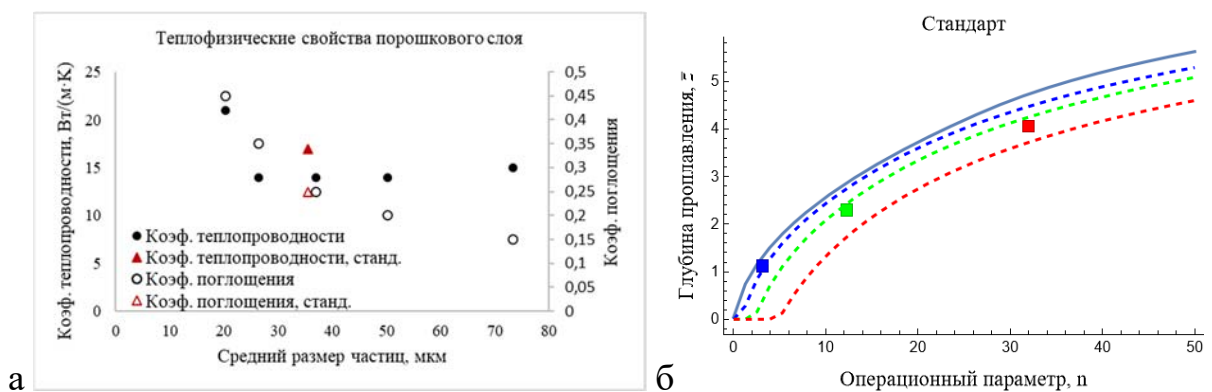 Теплофизические свойства порошкового слоя
Коэф. теплопроводности, Вт/(м·К)
25
20
15
10
5
0
0,5
0,45
0,4
0,35
0,3
0,25
0,2
0,15
0,1
0,05
0
Коэф. поглощения
Коэф. теплопроводности
Коэф. теплопроводности, станд.
Коэф. поглощения
Коэф. поглощения, станд.
0 10 20 30 40 50 60 70 80
Средний размер частиц, мкм
а
Стандарт
Глубина проплавления, z̄
5
4
3
2
1
0
0 10 20 30 40 50
Операционный параметр, n
б